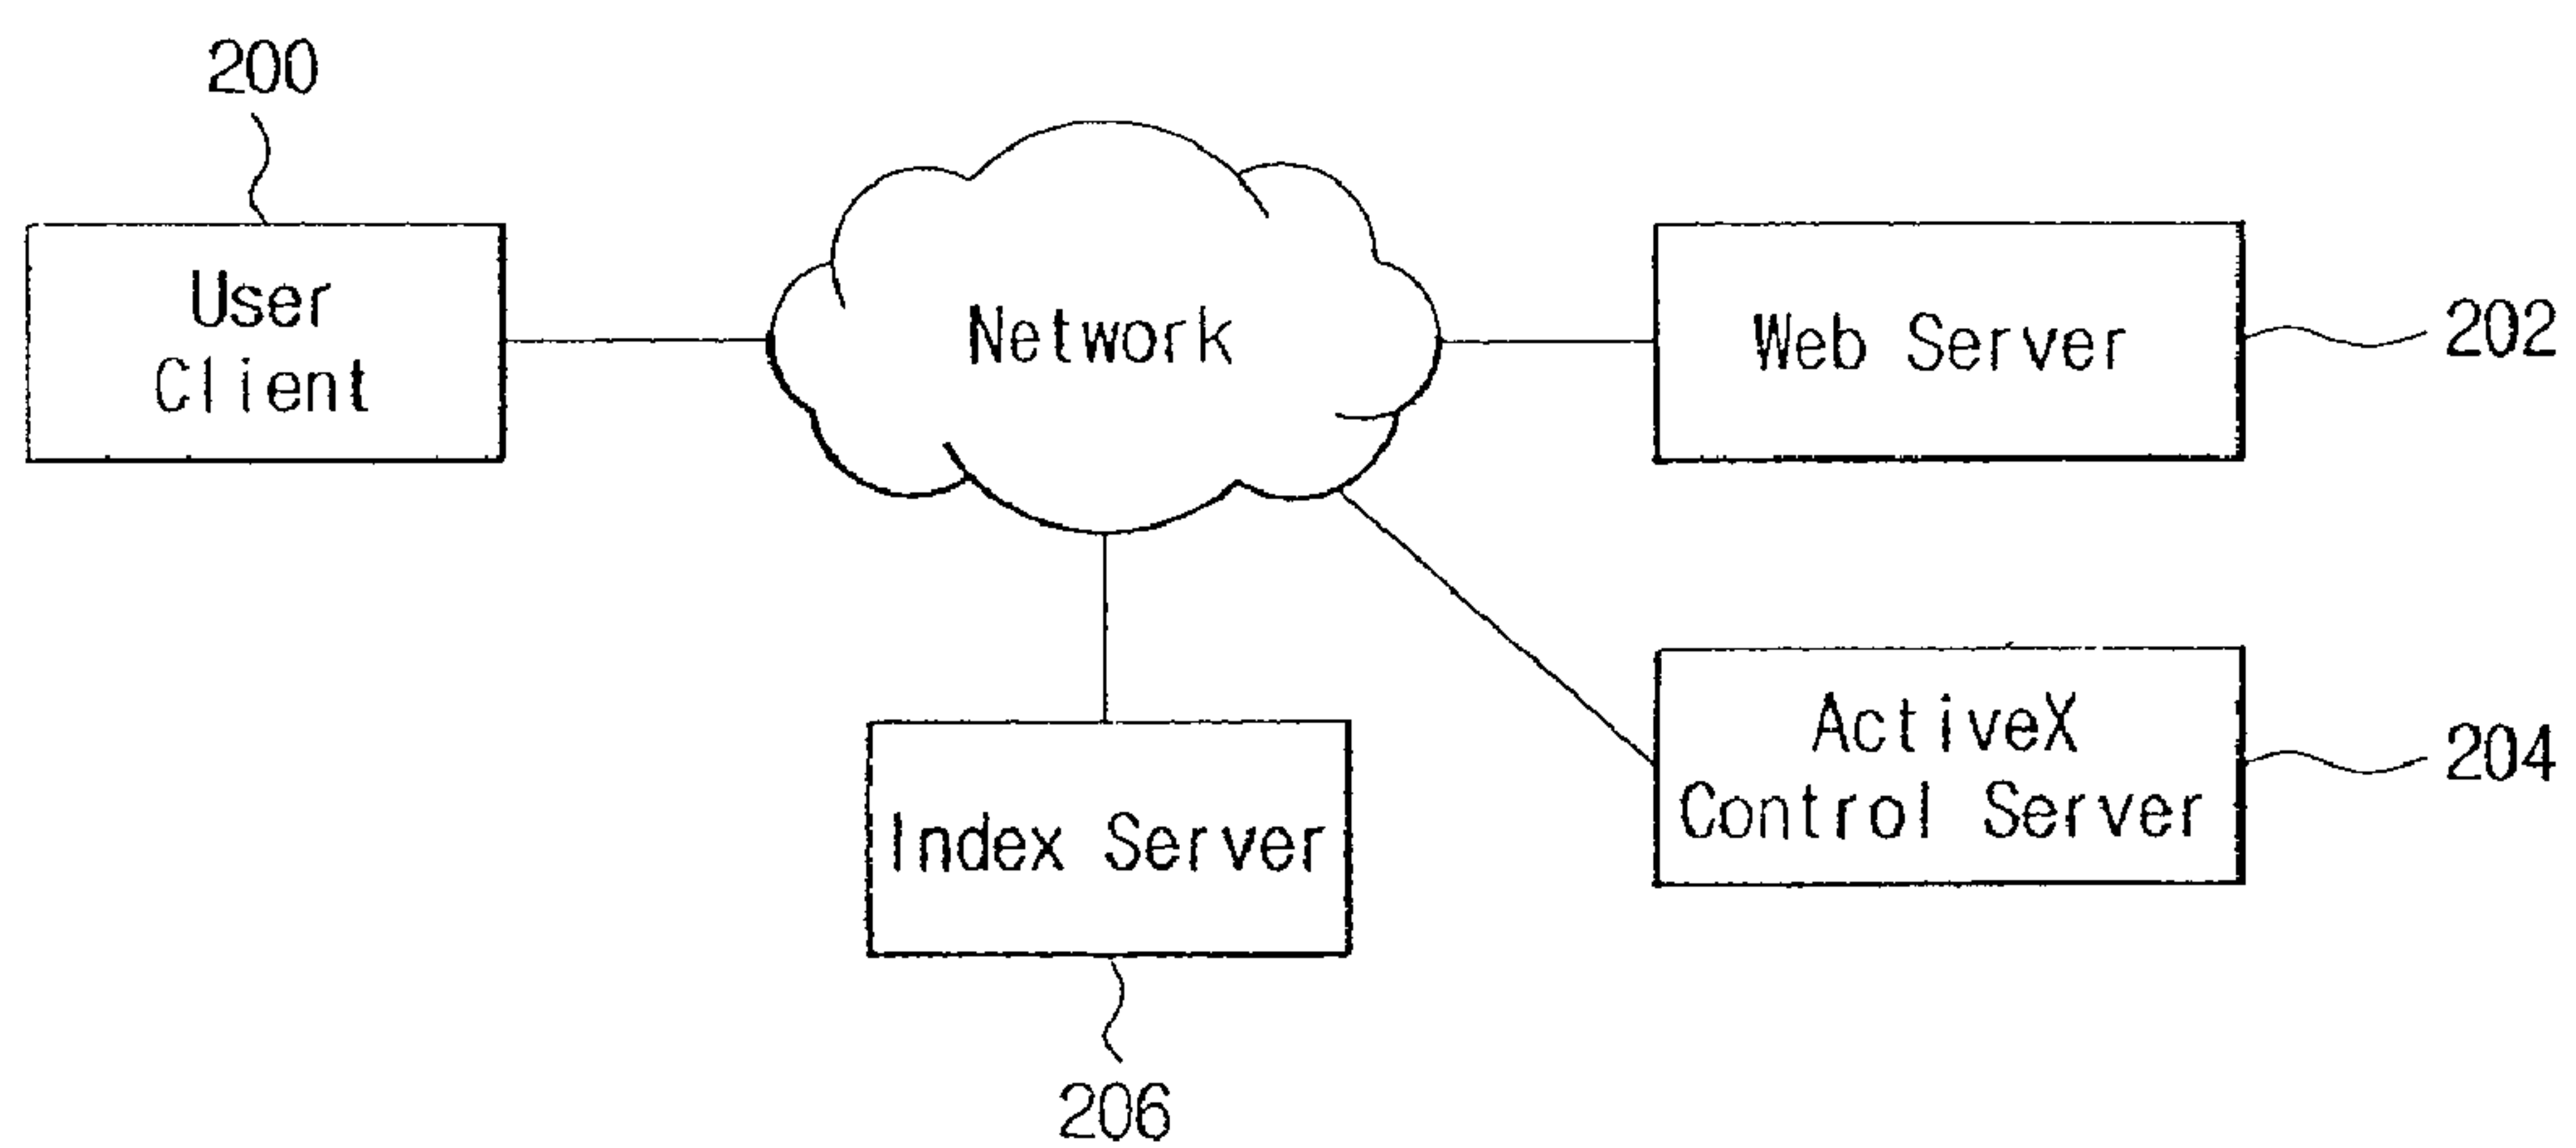 200
User
Client
Network
Web Server
202
ActiveX
Control Server
204
Index Server
206